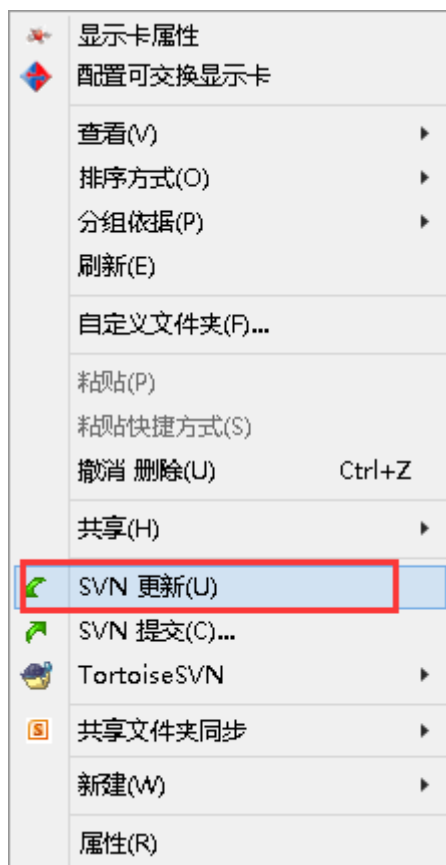 显示卡属性
配置可交换显示卡
查看(V)
排序方式(O)
分组依据(P)
刷新(E)
自定义文件夹(F)...
粘贴(P)
粘贴快捷方式(S)
撤消 删除(U) Ctrl+Z
共享(H)
SVN 更新(U)
SVN 提交(C)...
TortoiseSVN
S 共享文件夹同步
新建(W)
属性(R)